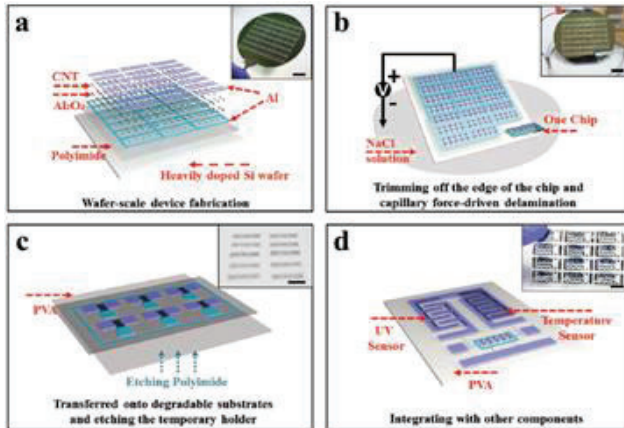 a
CNT
Al₂O₃
Al
Polyimide
Heavily doped Si wafer
Wafer-scale device fabrication
b
+
V
-
One Chip
NaCl
solution
Trimming off the edge of the chip and
capillary force-driven delamination
c
PVA
Etching Polyimide
Transferred onto degradable substrates
and etching the temporary holder
d
UV
Sensor
Temperature
Sensor
PVA
Integrating with other components